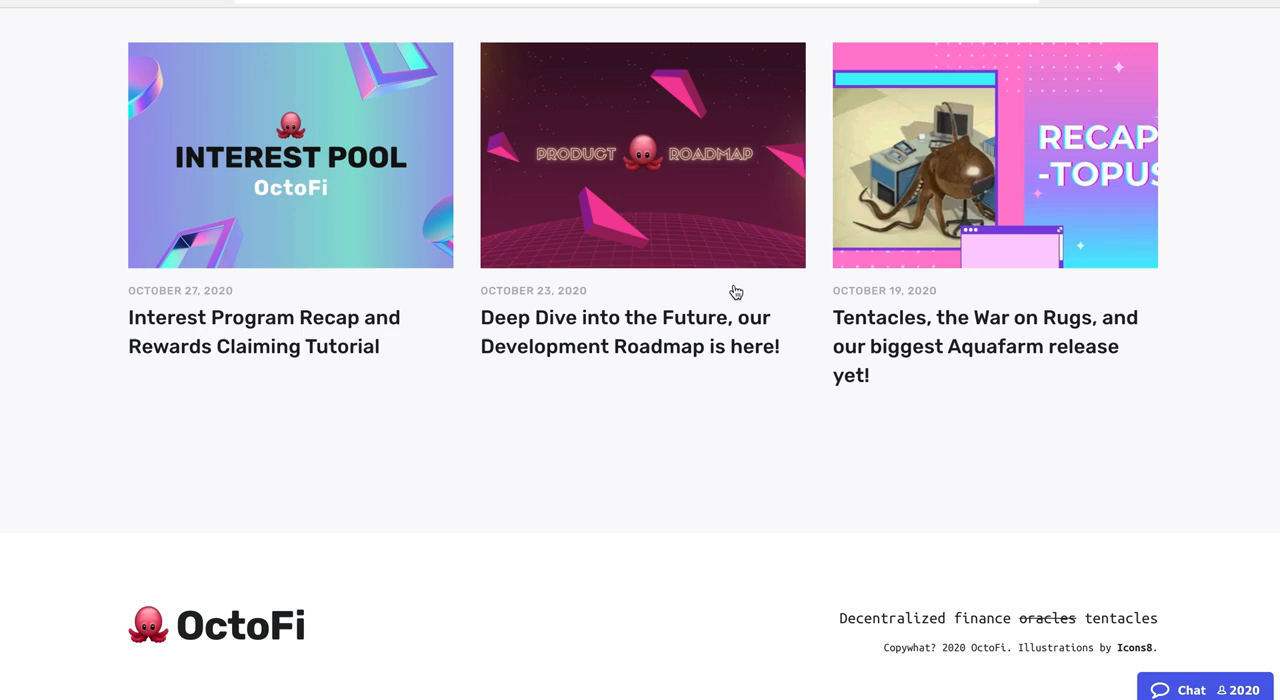 INTEREST POOL
OctoFi
PRODUCT ROADMAP
RECAP
-TOPUS
OCTOBER 27, 2020
Interest Program Recap and
Rewards Claiming Tutorial
OCTOBER 23, 2020
Deep Dive into the Future, our
Development Roadmap is here!
OCTOBER 19, 2020
Tentacles, the War on Rugs, and
our biggest Aquafarm release
yet!
OctoFi
Decentralized finance oracles tentacles
Copywhat? 2020 OctoFi. Illustrations by Icons8.
Chat 2020